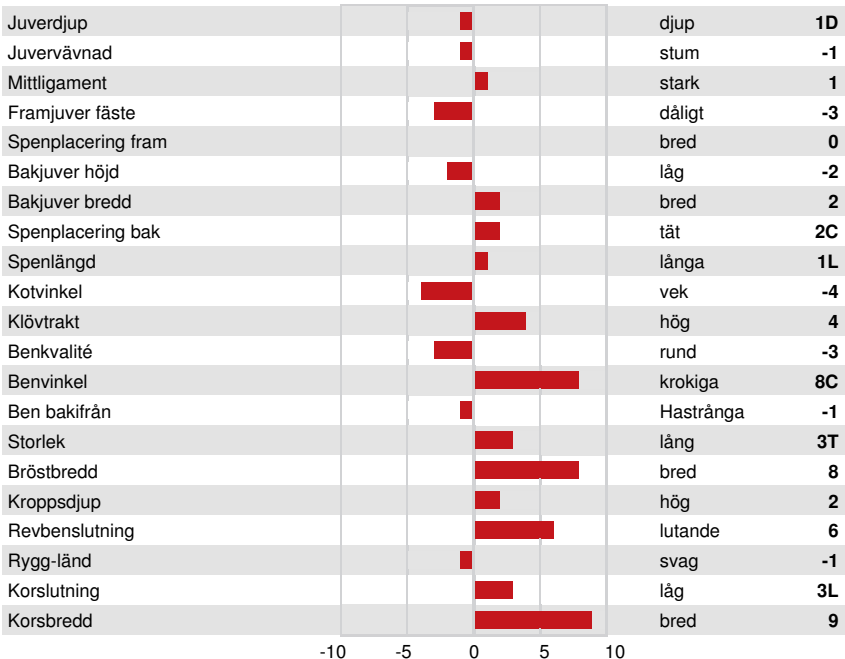 Juverdjup djup 1D
Juvervävnad stum -1
Mittligament stark 1
Framjuver fäste dåligt -3
Spenplacering fram bred 0
Bakjuver höjd låg -2
Bakjuver bredd bred 2
Spenplacering bak tät 2C
Spenlängd långa 1L
Kotvinkel vek -4
Klövtrakt hög 4
Benkvalité rund -3
Benvinkel krokiga 8C
Ben bakifrån Hastrånga -1
Storlek lång 3T
Bröstbredd bred 8
Kroppsdjup hög 2
Revbenslutning lutande 6
Rygg-länd svag -1
Korslutning låg 3L
Korsbredd bred 9
-10 -5 0 5 10